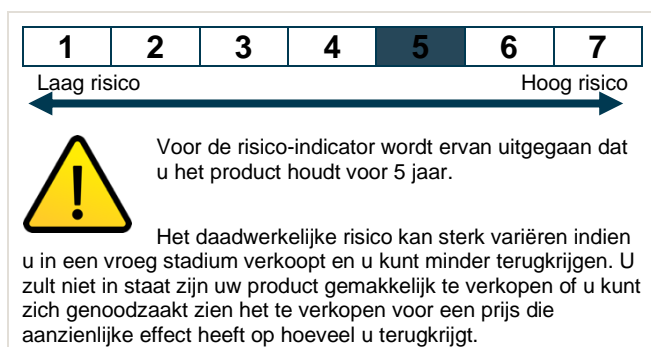 1 2 3 4 5 6 7
Laag risico Hoog risico
Voor de risico-indicator wordt ervan uitgegaan dat
u het product houdt voor 5 jaar.
Het daadwerkelijke risico kan sterk variëren indien
u in een vroeg stadium verkoopt en u kunt minder terugkrijgen. U
zult niet in staat zijn uw product gemakkelijk te verkopen of u kunt
zich genoodzaakt zien het te verkopen voor een prijs die
aanzienlijke effect heeft op hoeveel u terugkrijgt.